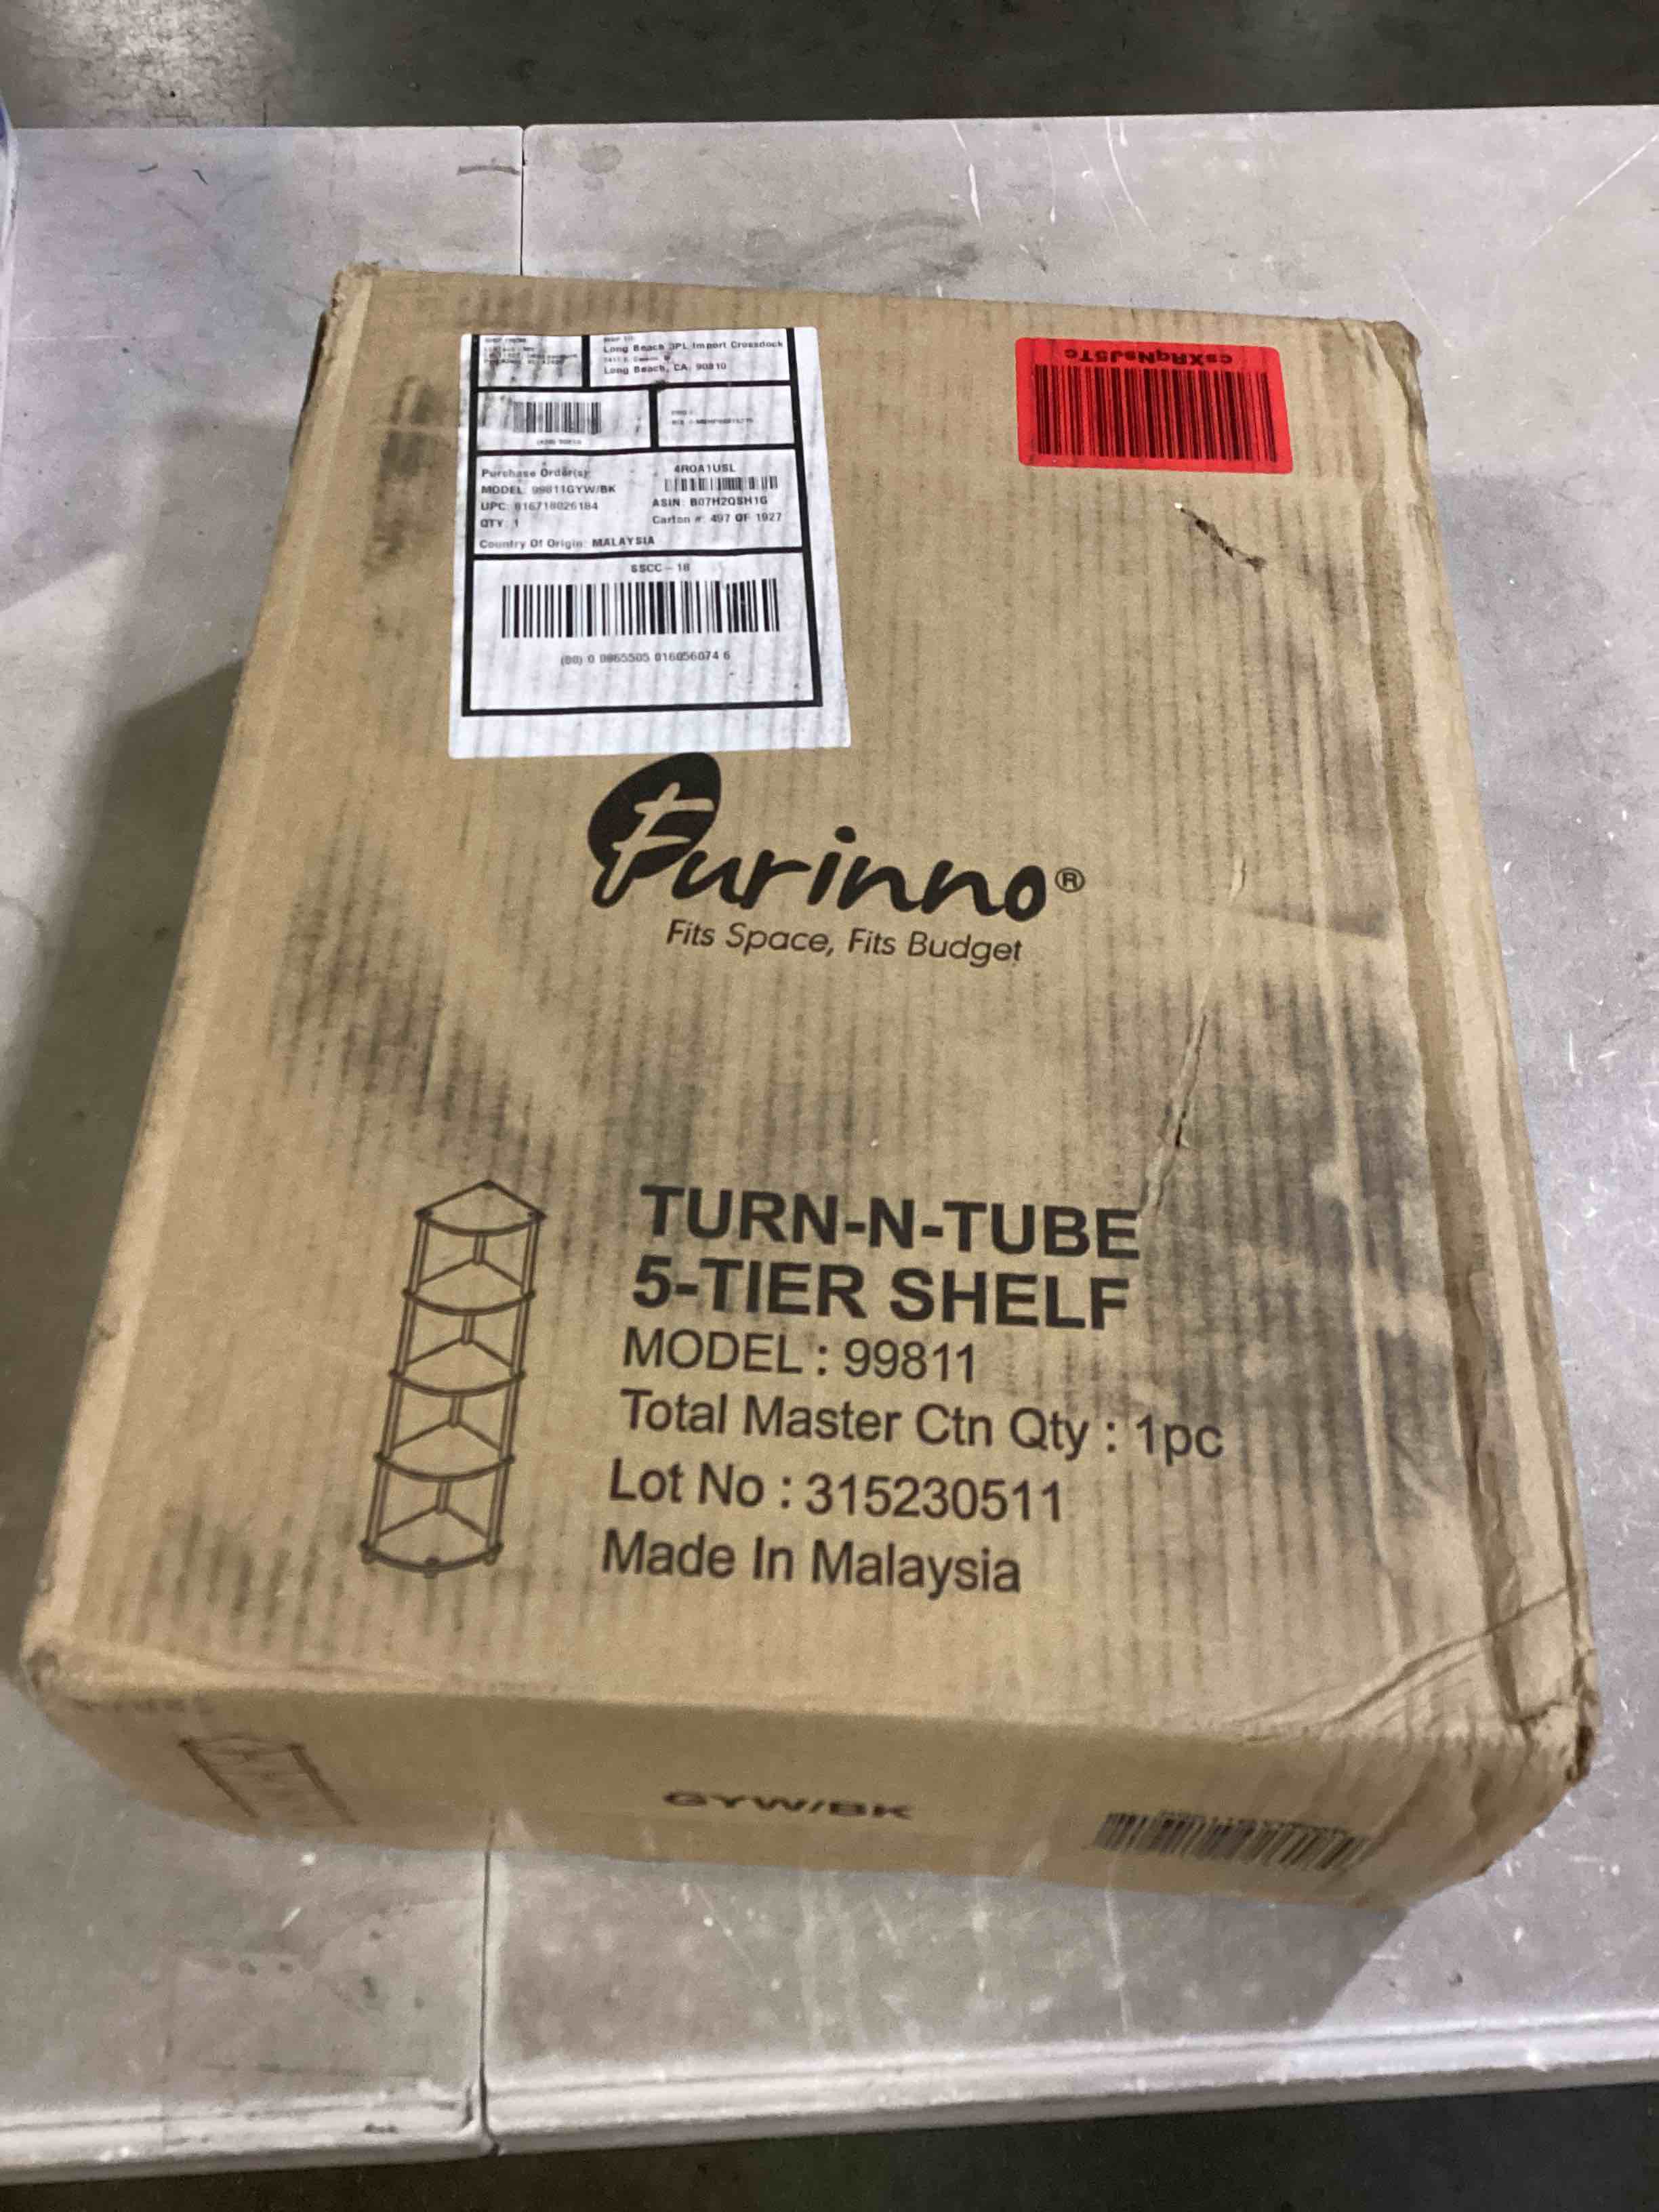 Long Beach 3PL Import Crossdock
Long Beach, CA 90810
Purchase Order(s):
4R0A1USL
MODEL: 99811GYW/BK
UPC: 816718026184
ASIN: B07H2QSH1G
QTY: 1
Carton #: 497 OF 1927
Country Of Origin: MALAYSIA
SSCC - 18
(00) 0 0865505 016056074 6
csXRqNsJ5Tc
Furinno®
Fits Space, Fits Budget
TURN-N-TUBE
5-TIER SHELF
MODEL : 99811
Total Master Ctn Qty : 1pc
Lot No : 315230511
Made In Malaysia
GYW/BK